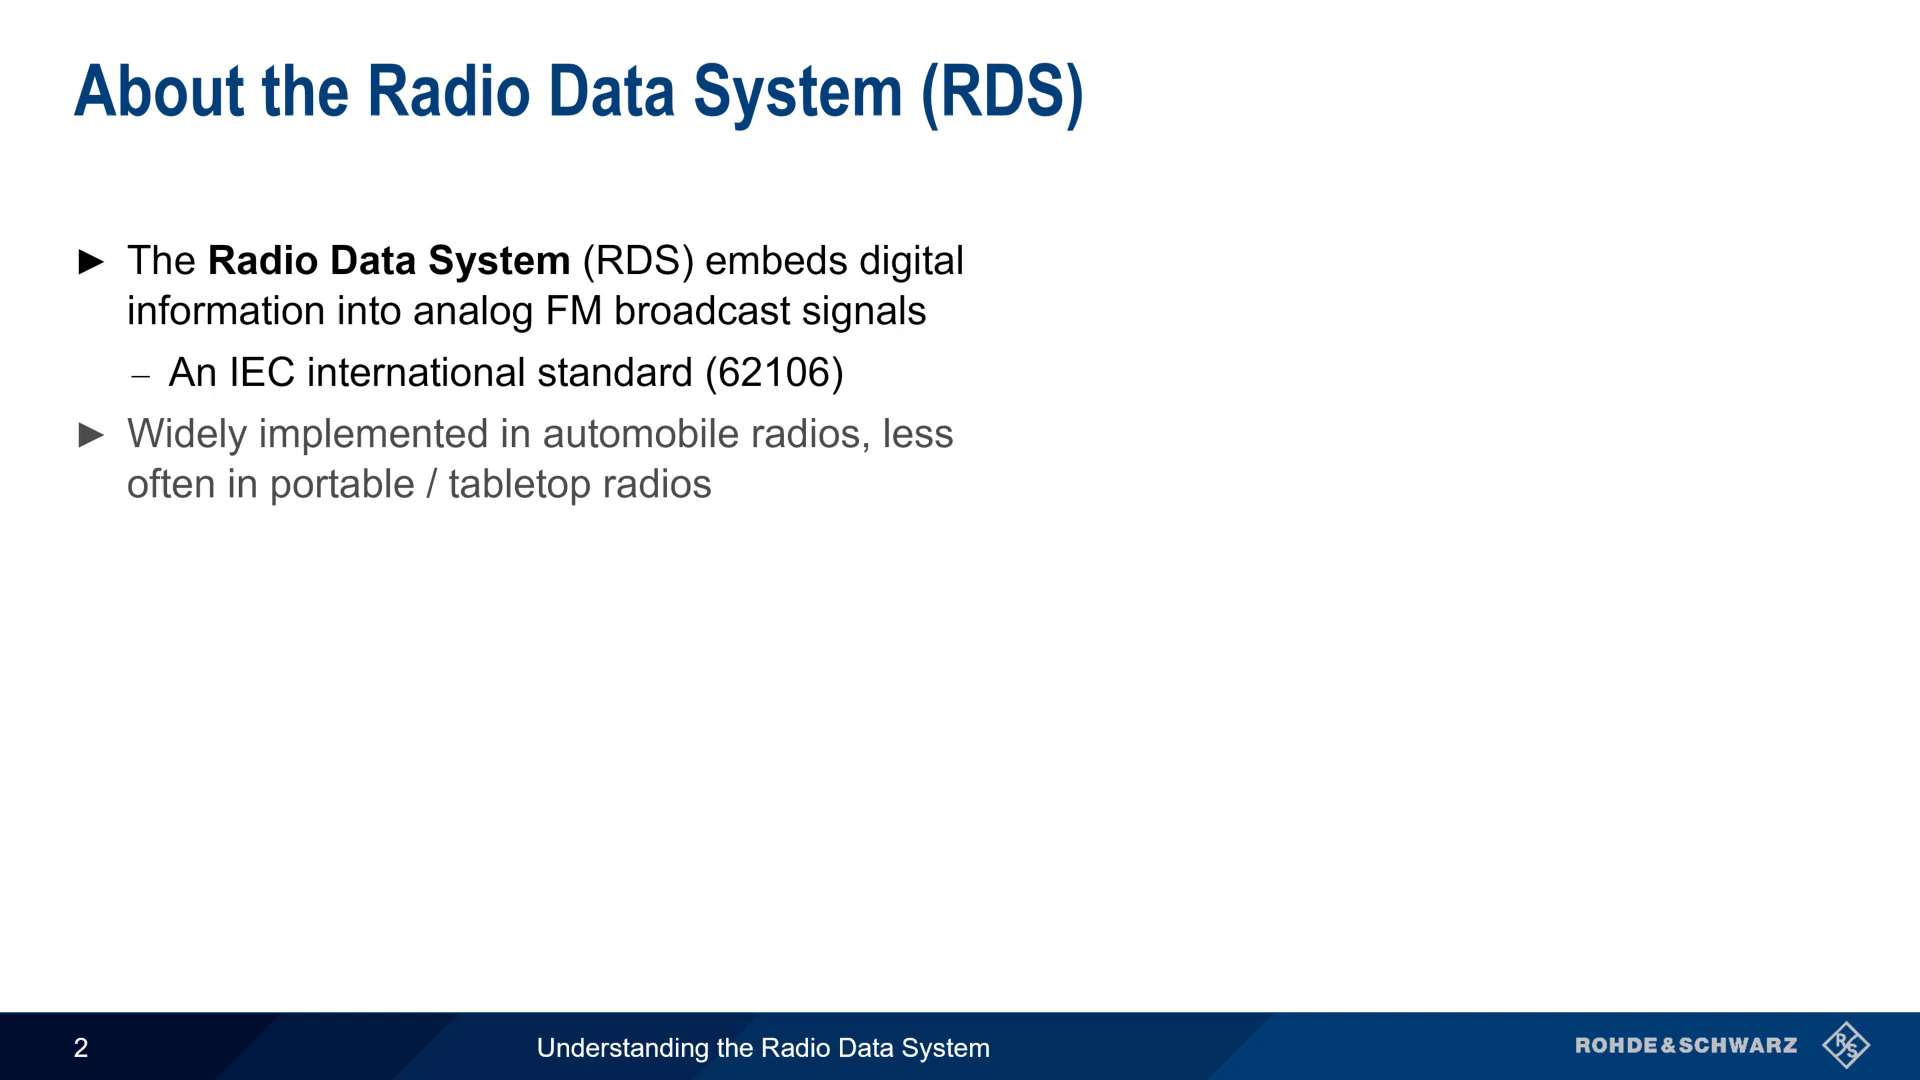 About the Radio Data System (RDS)
► The Radio Data System (RDS) embeds digital
information into analog FM broadcast signals
– An IEC international standard (62106)
► Widely implemented in automobile radios, less
often in portable / tabletop radios
2
Understanding the Radio Data System
ROHDE&SCHWARZ
R&S